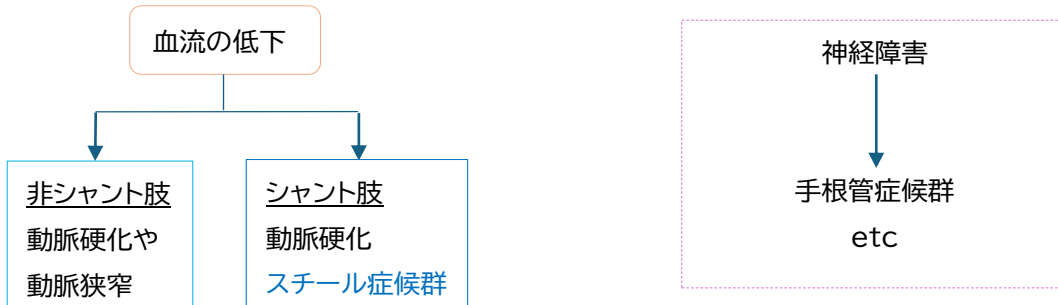 血流の低下
非シャント肢
動脈硬化や
動脈狭窄
シャント肢
動脈硬化
スチール症候群
神経障害
手根管症候群
etc